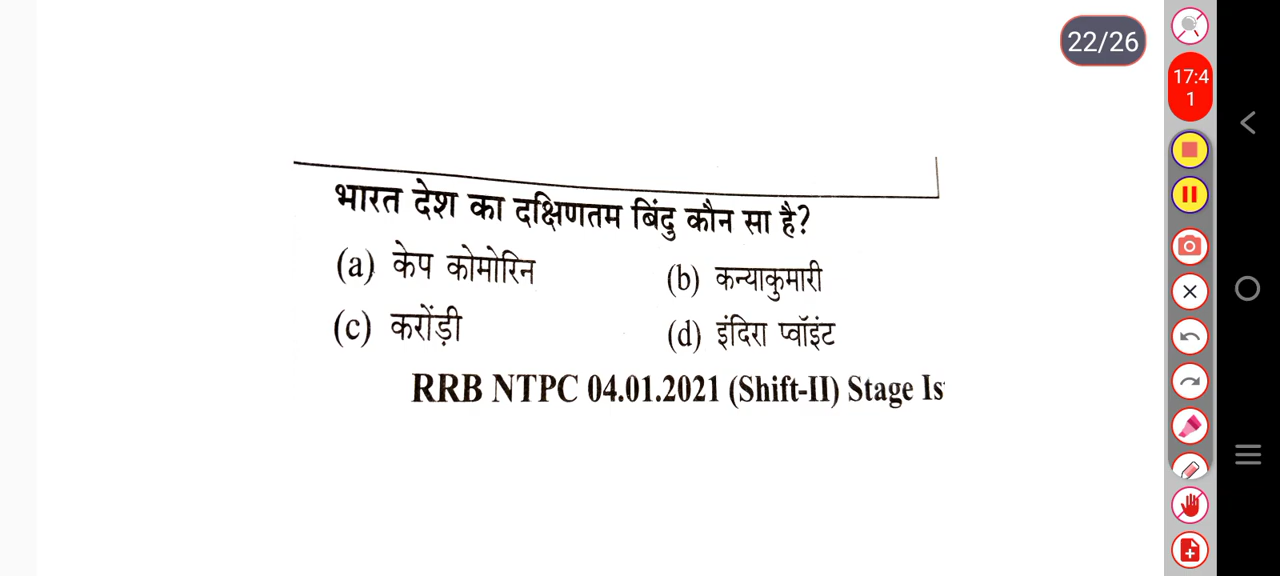 22/26
17:4
1
भारत देश का दक्षिणतम बिंदु कौन सा है?
(a) केप कोमोरिन (b) कन्याकुमारी
(c) करोंड़ी (d) इंदिरा प्वॉइंट
RRB NTPC 04.01.2021 (Shift-II) Stage Is